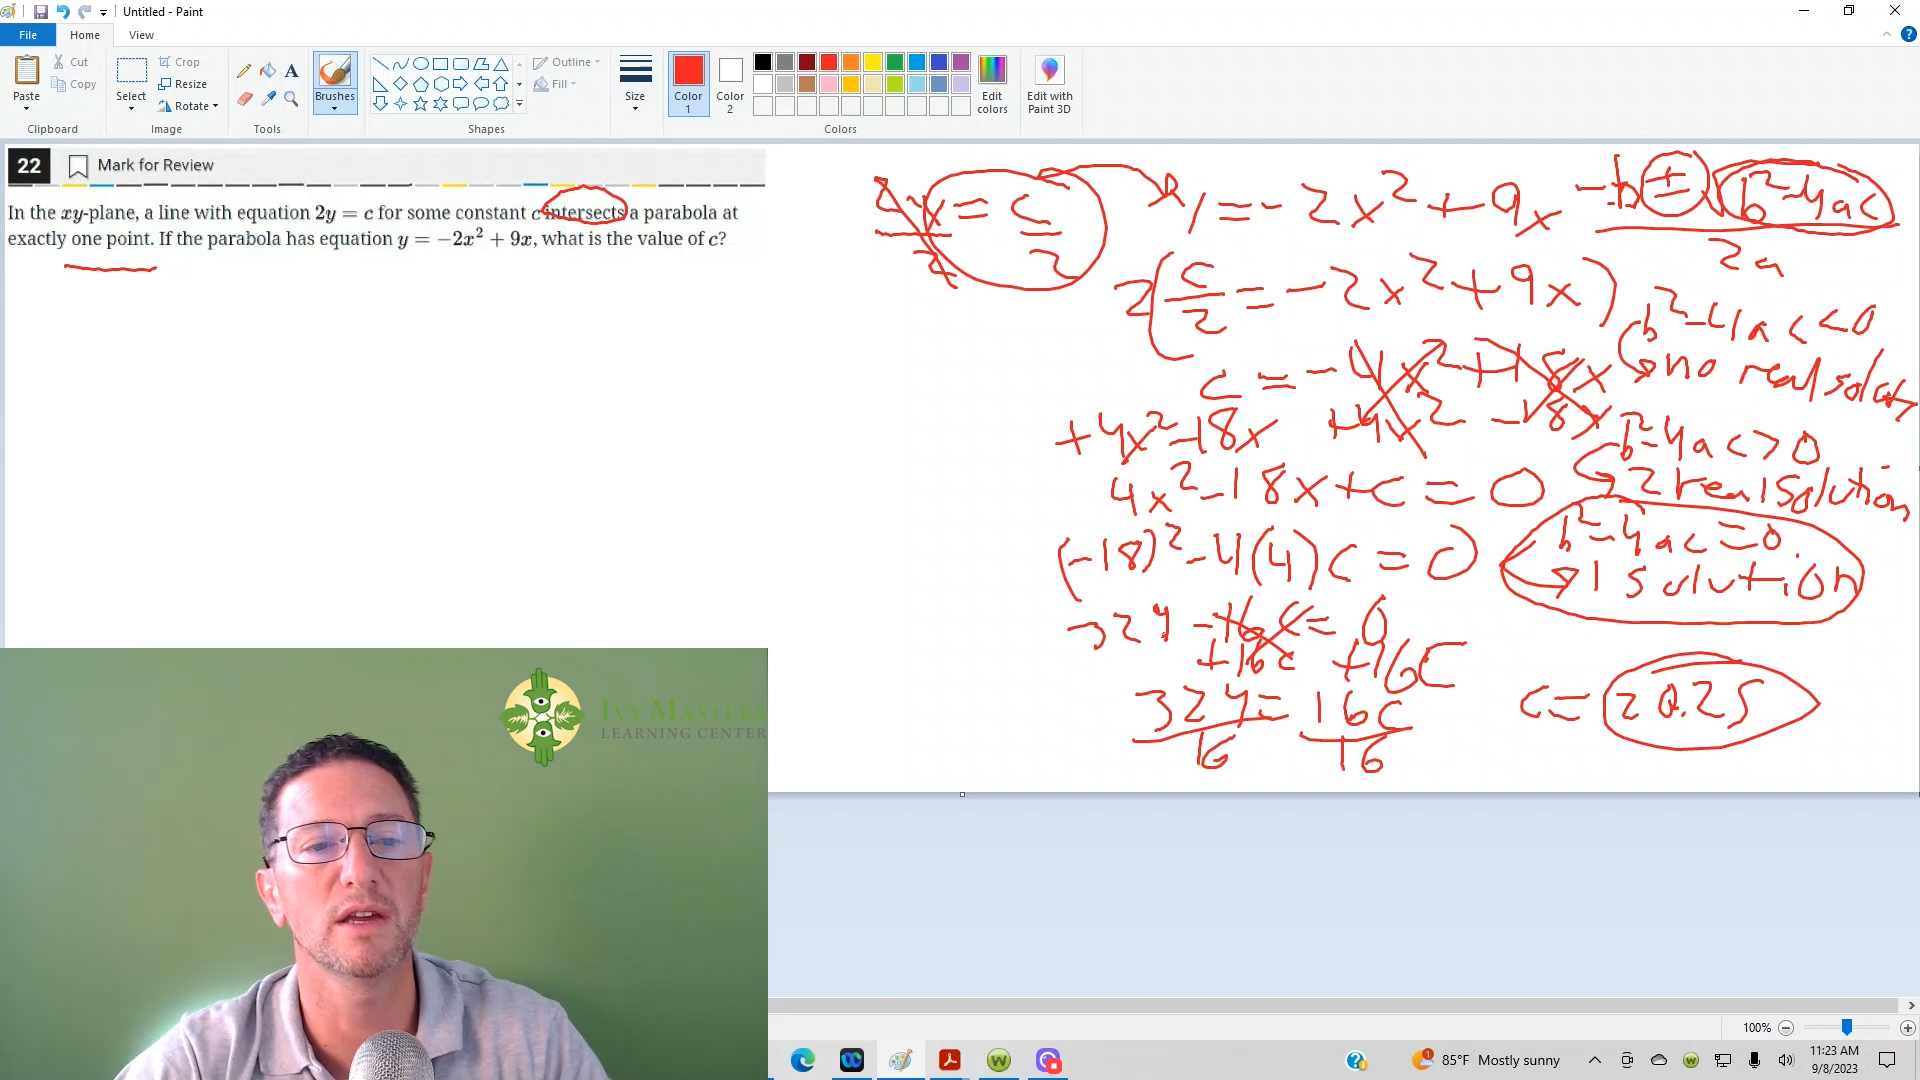 Untitled - Paint
File Home View
Paste
Cut
Copy
Clipboard
Select
Crop
Resize
Rotate
Image
Tools
Brushes
Shapes
Outline
Fill
Size
Color 1
Color 2
Colors
Edit colors
Edit with Paint 3D
22 Mark for Review
In the xy-plane, a line with equation 2y = c for some constant c intersects a parabola at
exactly one point. If the parabola has equation y = −2x² + 9x, what is the value of c?
= c/2
y = -2x² + 9x
-b ± √b²-4ac / 2a
2(c/2 = -2x² + 9x)
b²-4ac < 0
→ no real
c = -4x² + 18x
+4x² -18x +4x² -18x
b²-4ac > 0
→ 2 real solution
4x² - 18x + c = 0
b²-4ac = 0
→ 1 solution
(-18)² - 4(4)c = 0
324 - 16c = 0
+16c +16C
324 = 16c
16 16
c = 20.25
IVY MASTERS
LEARNING CENTER
100%
85°F Mostly sunny
11:23 AM
9/8/2023